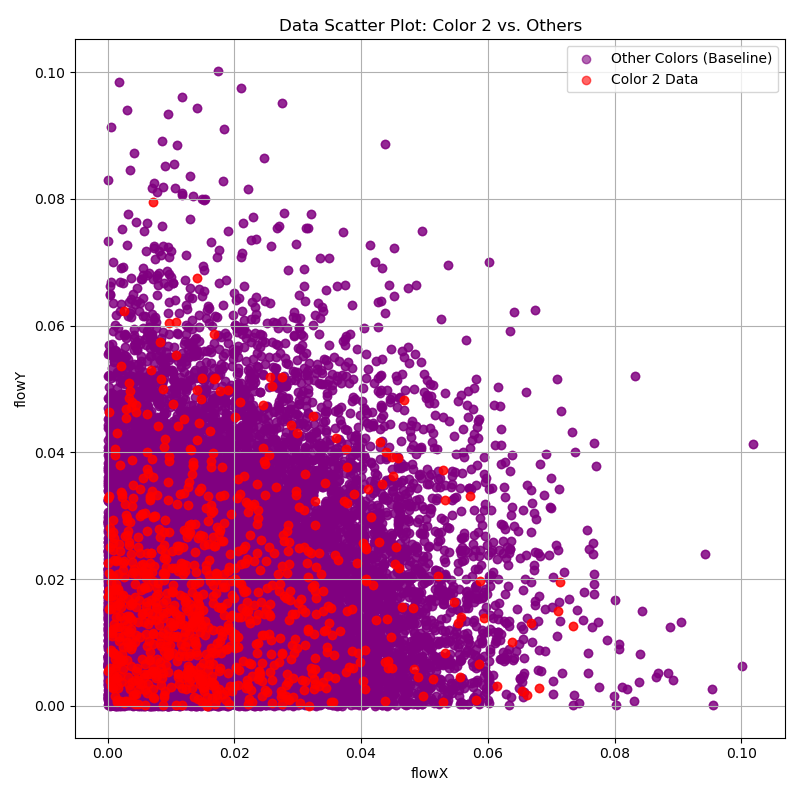 Data Scatter Plot: Color 2 vs. Others
Other Colors (Baseline)
Color 2 Data
flowY
0.10
0.08
0.06
0.04
0.02
0.00
0.00 0.02 0.04 0.06 0.08 0.10
flowX